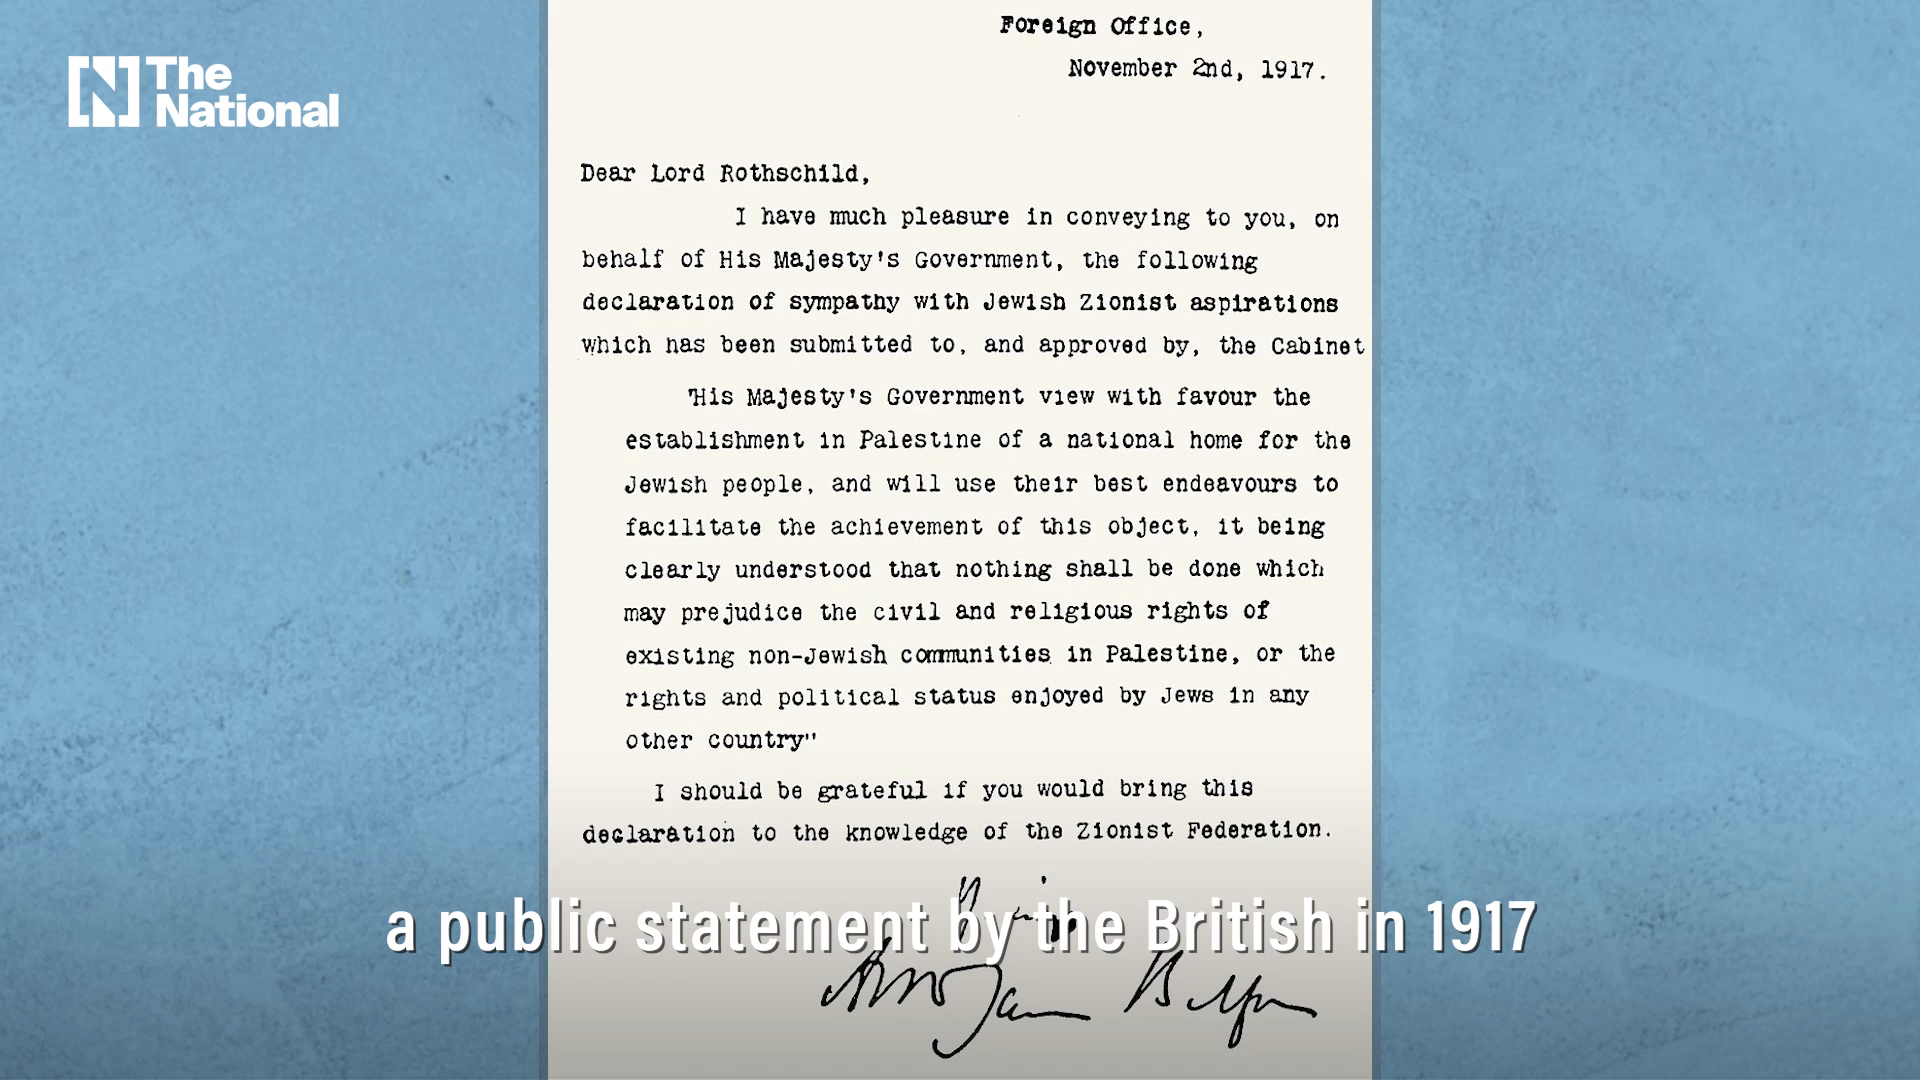 The
National
Foreign Office,
November 2nd, 1917.
Dear Lord Rothschild,
I have much pleasure in conveying to you, on
behalf of His Majesty's Government, the following
declaration of sympathy with Jewish Zionist aspirations
which has been submitted to, and approved by, the Cabinet
"His Majesty's Government view with favour the
establishment in Palestine of a national home for the
Jewish people, and will use their best endeavours to
facilitate the achievement of this object, it being
clearly understood that nothing shall be done which
may prejudice the civil and religious rights of
existing non-Jewish communities in Palestine, or the
rights and political status enjoyed by Jews in any
other country"
I should be grateful if you would bring this
declaration to the knowledge of the Zionist Federation.
a public statement by the British in 1917